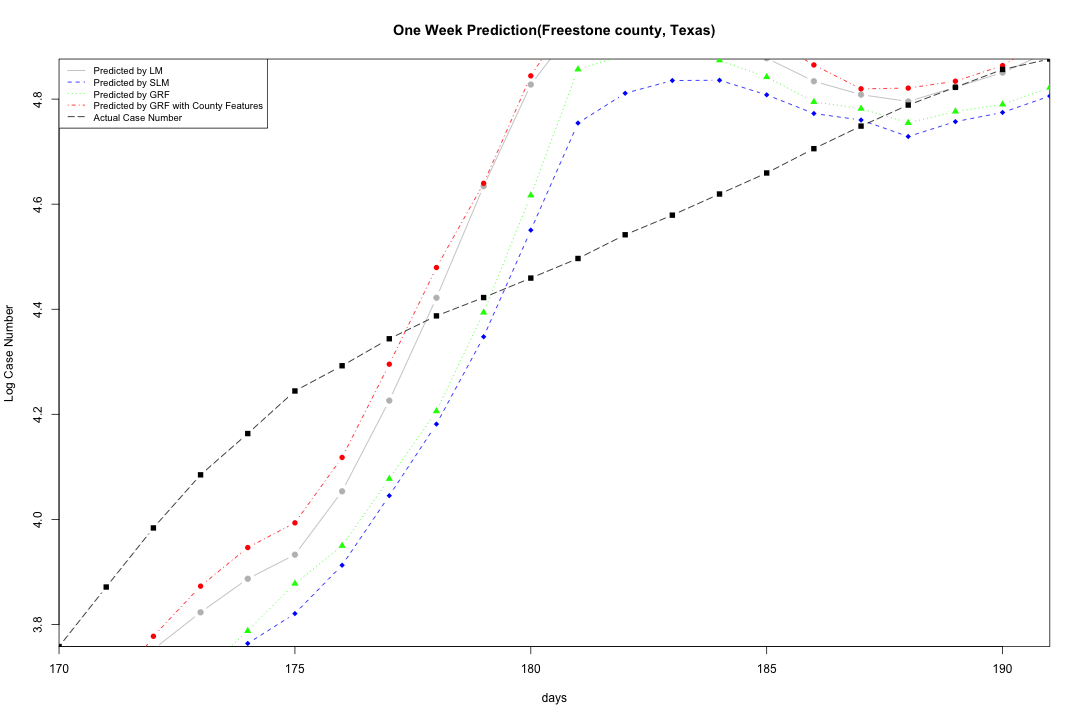 One Week Prediction(Freestone county, Texas)
Predicted by LM
Predicted by SLM
Predicted by GRF
Predicted by GRF with County Features
Actual Case Number
4.8
4.6
4.4
4.2
4.0
3.8
Log Case Number
170 175 180 185 190
days